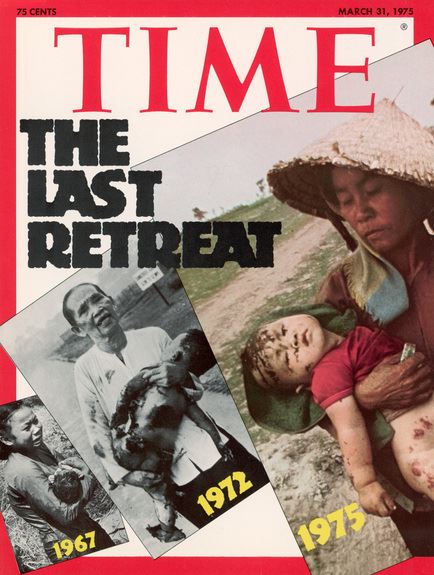 75 CENTS
MARCH 31, 1975
TIME
®
THE
LAST
RETREAT
1967
1972
1975